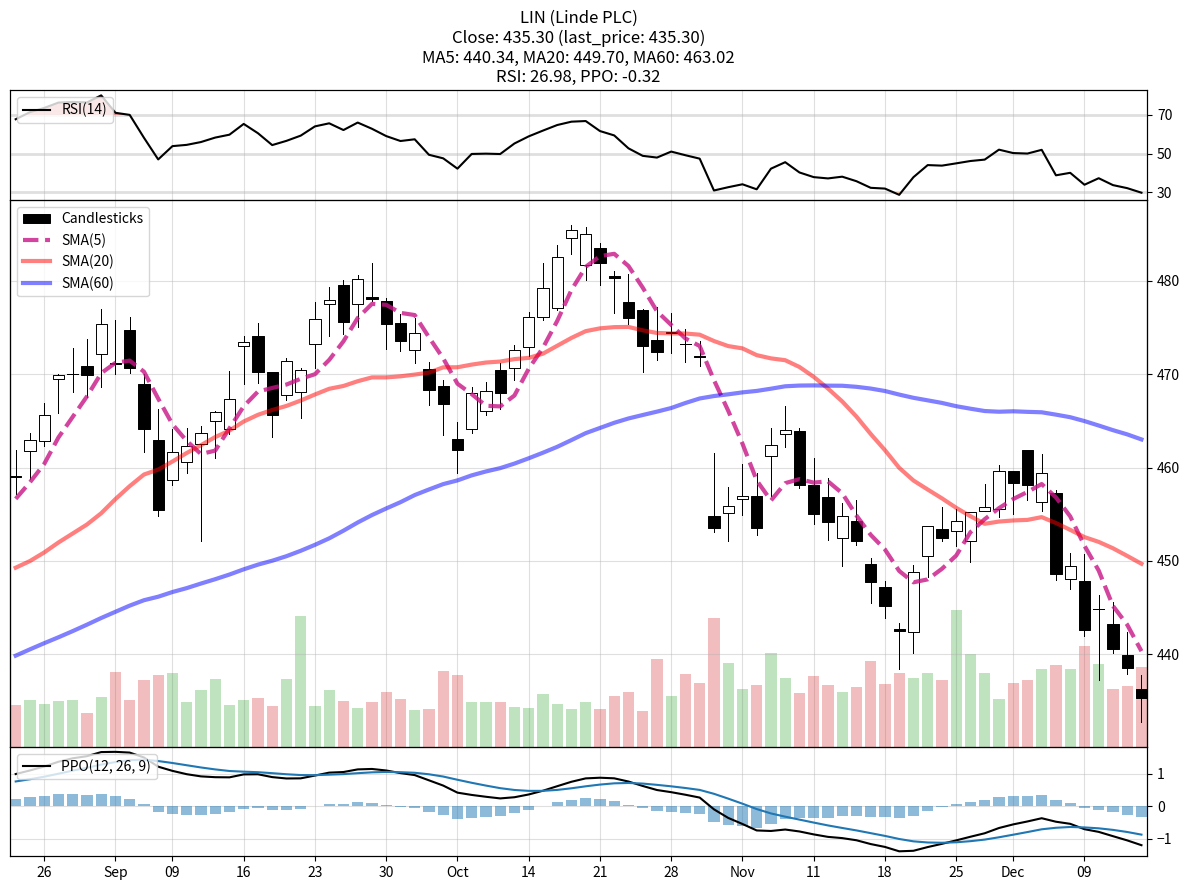 LIN (Linde PLC)
Close: 435.30 (last_price: 435.30)
MA5: 440.34, MA20: 449.70, MA60: 463.02
RSI: 26.98, PPO: -0.32
RSI(14)
70
50
30
Candlesticks
SMA(5)
SMA(20)
SMA(60)
480
470
460
450
440
PPO(12, 26, 9)
1
0
−1
26 Sep 09 16 23 30 Oct 14 21 28 Nov 11 18 25 Dec 09